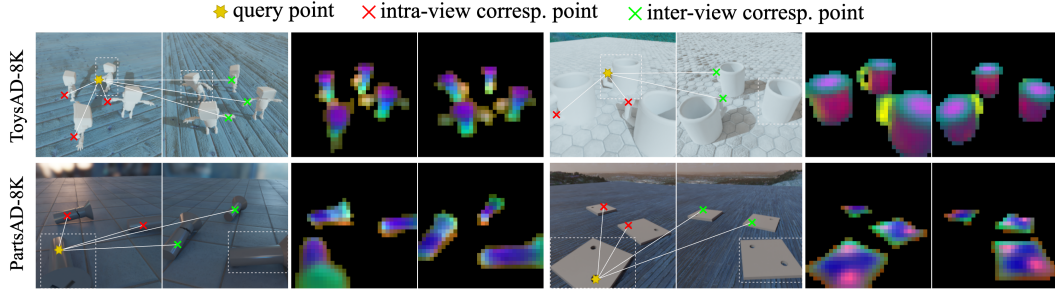 query point intra-view corresp. point inter-view corresp. point
ToysAD-8K
PartsAD-8K